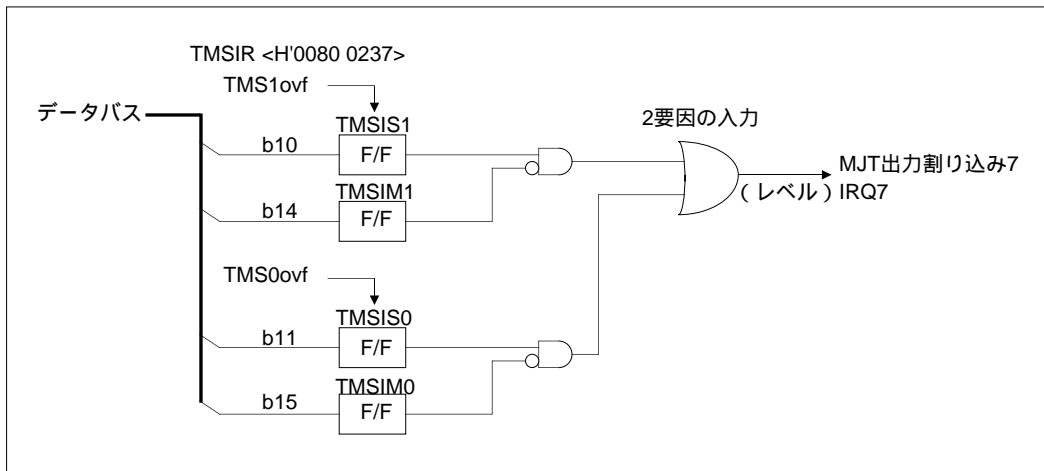 TMSIR <H'0080 0237>
TMS1ovf
データバス
TMSIS1
2要因の入力
b10
F/F
MJT出力割り込み7
TMSIM1
(レベル) IRQ7
b14
F/F
TMS0ovf
TMSIS0
b11
F/F
TMSIM0
b15
F/F